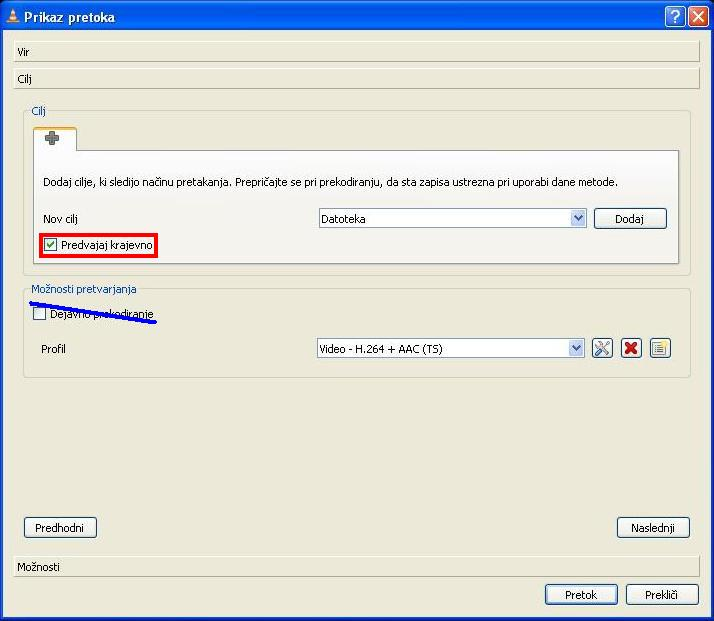 Prikaz pretoka
Vir
Cilj
Cilj
Dodaj cilje, ki sledijo načinu pretakanja. Prepričajte se pri prekodiranju, da sta zapisa ustrezna pri uporabi dane metode.
Nov cilj
Datoteka
Dodaj
Predvajaj krajevno
Možnosti pretvarjanja
Dejavno prekodiranje
Profil
Video - H.264 + AAC (TS)
Predhodni
Naslednji
Možnosti
Pretok
Prekliči